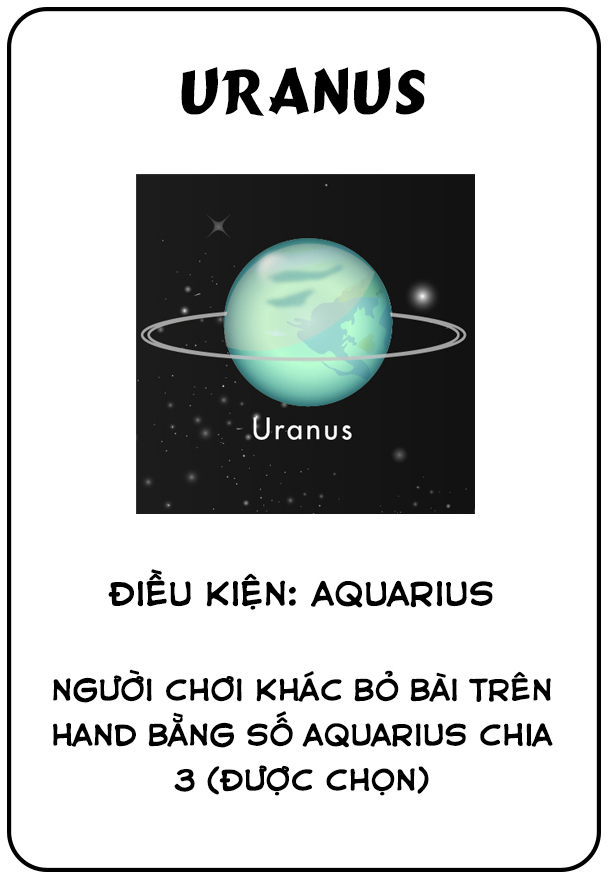 URANUS
Uranus
ĐIỀU KIỆN: AQUARIUS
NGƯỜI CHƠI KHÁC BỎ BÀI TRÊN
HAND BẰNG SỐ AQUARIUS CHIA
3 (ĐƯỢC CHỌN)